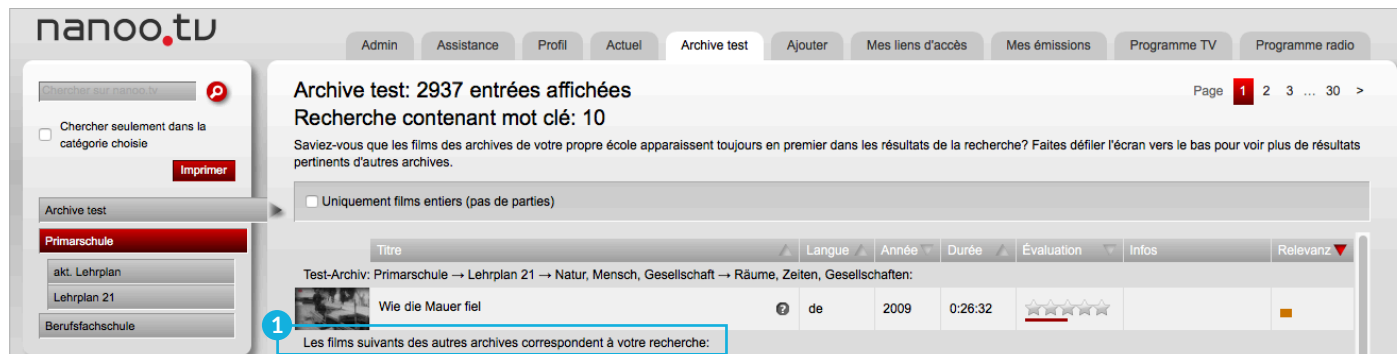 nanoo.tv
Admin
Assistance
Profil
Actuel
Archive test
Ajouter
Mes liens d'accès
Mes émissions
Programme TV
Programme radio
Chercher sur nanoo.tv
Chercher seulement dans la
catégorie choisie
Imprimer
Archive test
Primarschule
akt. Lehrplan
Lehrplan 21
Berufsfachschule
Archive test: 2937 entrées affichées
Page 1 2 3 ... 30 >
Recherche contenant mot clé: 10
Saviez-vous que les films des archives de votre propre école apparaissent toujours en premier dans les résultats de la recherche? Faites défiler l'écran vers le bas pour voir plus de résultats
pertinents d'autres archives.
Uniquement films entiers (pas de parties)
Titre Langue Année Durée Évaluation Infos Relevanz
Test-Archiv: Primarschule → Lehrplan 21 → Natur, Mensch, Gesellschaft → Räume, Zeiten, Gesellschaften:
Wie die Mauer fiel ? de 2009 0:26:32
1
Les films suivants des autres archives correspondent à votre recherche: